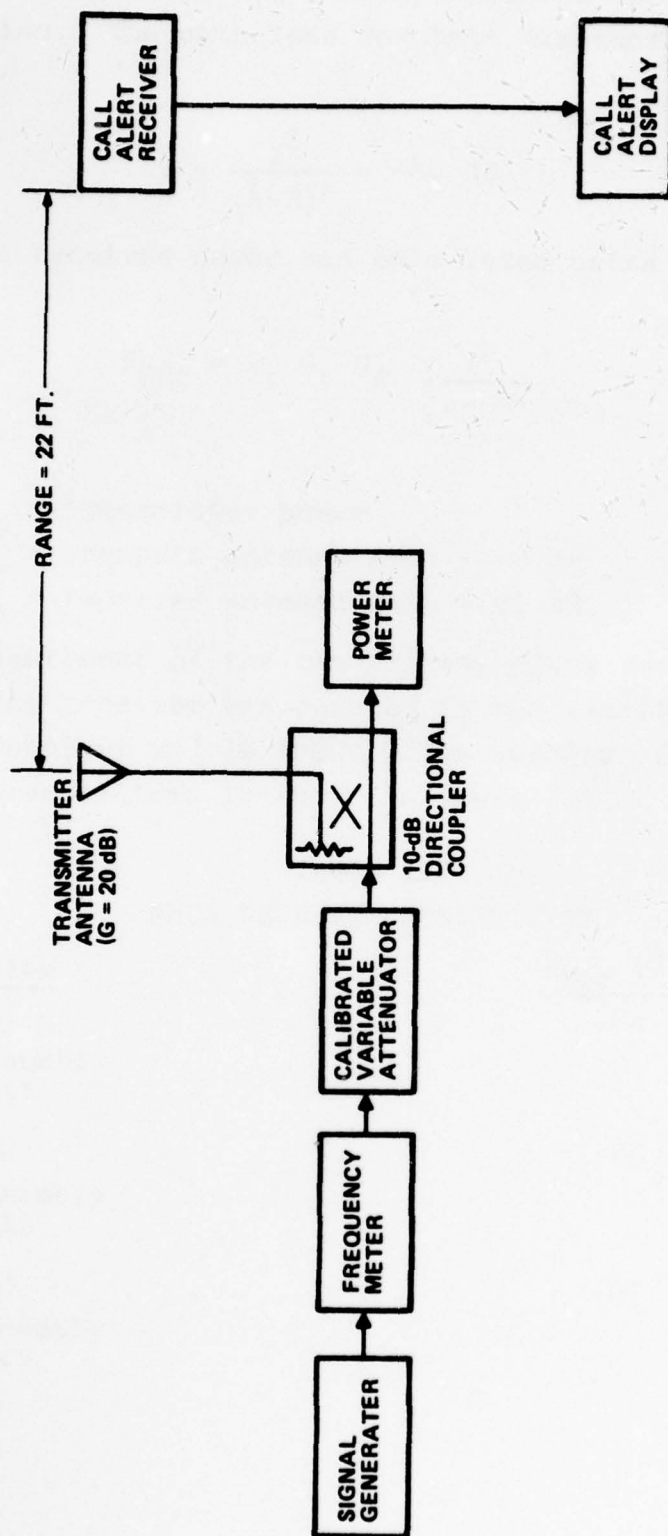 SIGNAL
GENERATER
FREQUENCY
METER
CALIBRATED
VARIABLE
ATTENUATOR
10-dB
DIRECTIONAL
COUPLER
POWER
METER
TRANSMITTER
ANTENNA
(G = 20 dB)
RANGE = 22 FT.
CALL
ALERT
RECEIVER
CALL
ALERT
DISPLAY